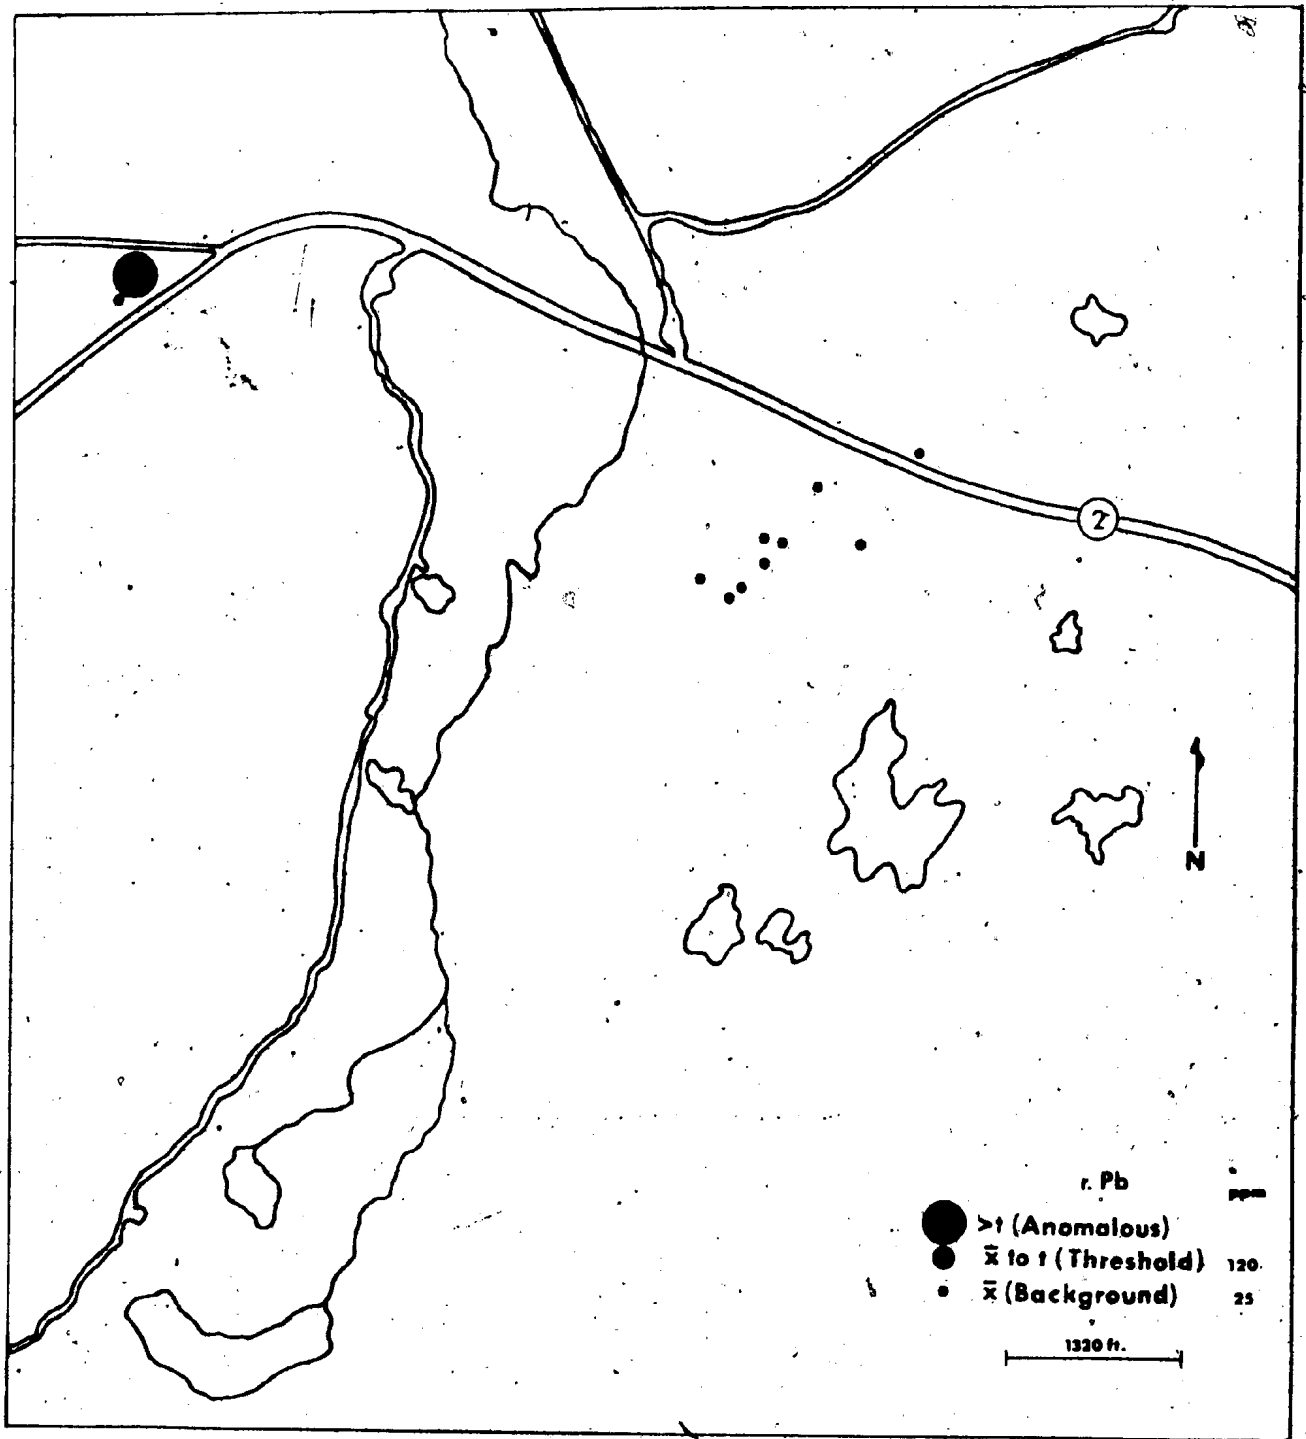 2
N
r. Pb
ppm
>t (Anomalous)
x̄ to t (Threshold) 120
x̄ (Background) 25
1320 ft.